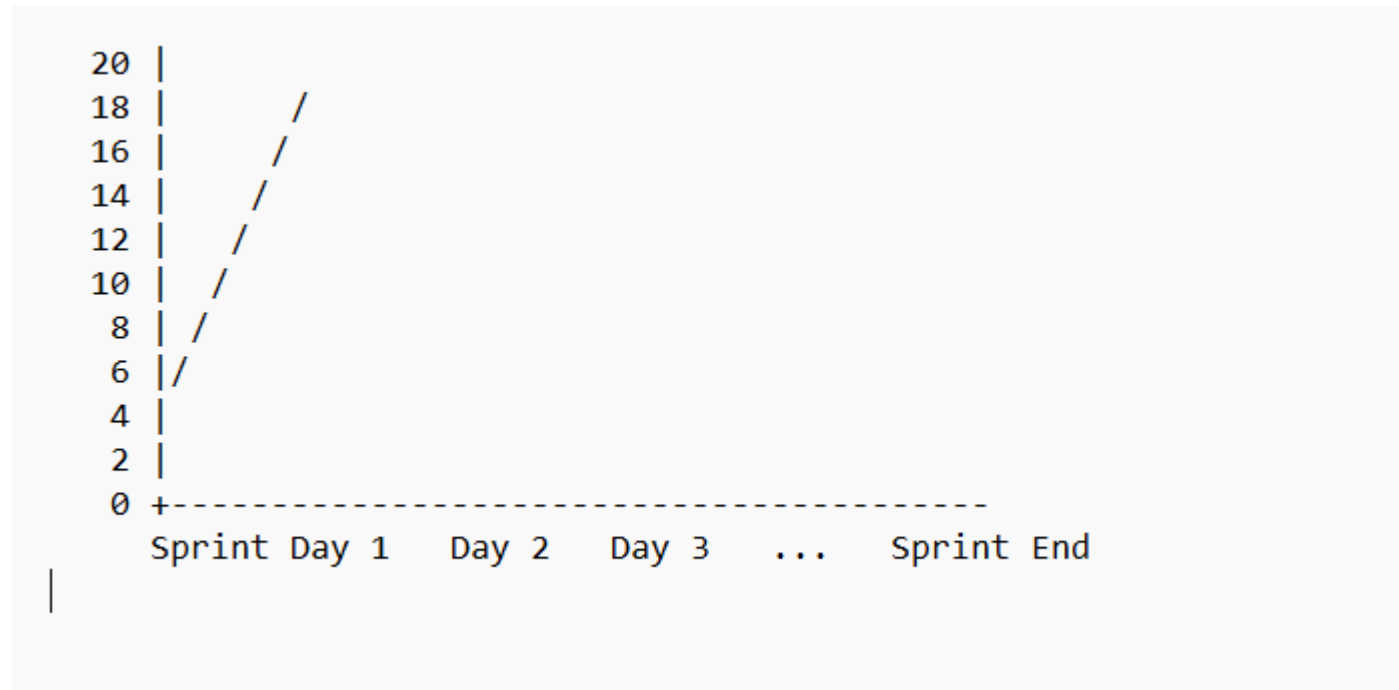 20 |
18 |      /
16 |     /
14 |    /
12 |   /
10 |  /
8 | /
6 |/
4 |
2 |
0 +-----------------------------------------
Sprint Day 1   Day 2   Day 3   ...   Sprint End
|